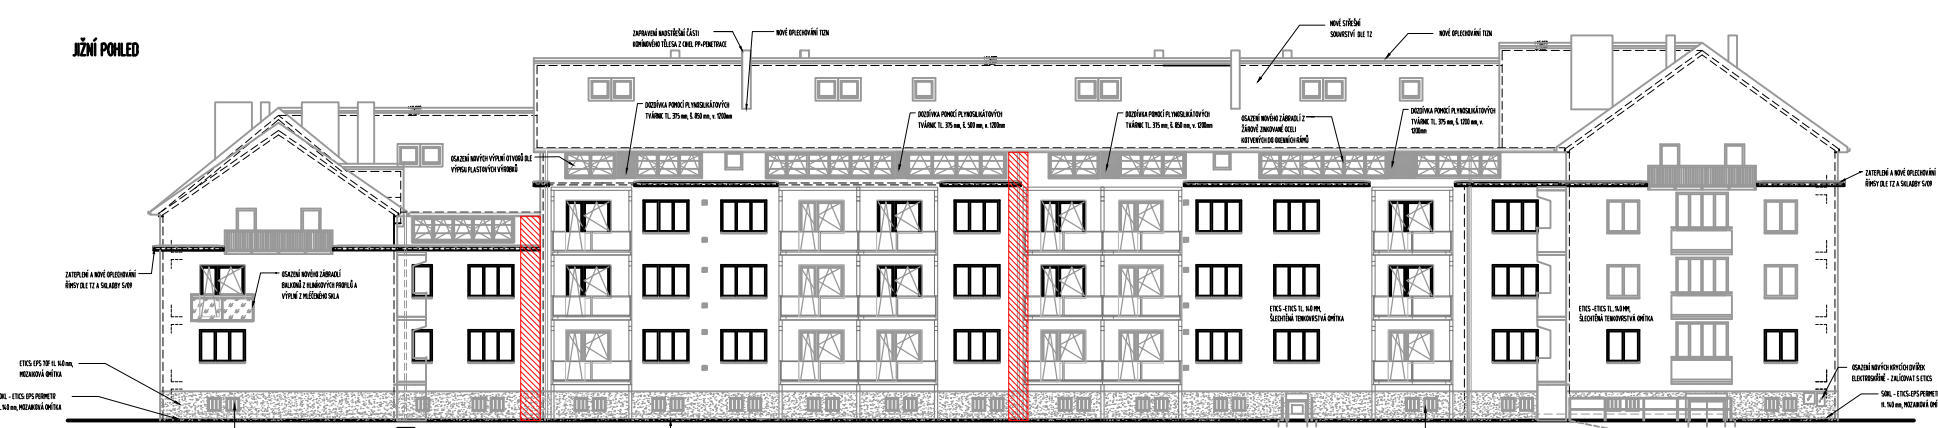 JIŽNÍ POHLED
ZAPRAVENÍ NADSTŘEŠNÍ ČÁSTI
KOMÍNOVÉHO TĚLESA Z CIHEL PP+PENETRACE
NOVÉ OPLECHOVÁNÍ TIZN
NOVÉ STŘEŠNÍ
SOUVRSTVÍ DLE TZ
NOVÉ OPLECHOVÁNÍ TIZN
DOZDÍVKA POMOCÍ PLYNOSILIKÁTOVÝCH
TVÁRNIC TL. 375 mm, š. 850 mm, v. 1200mm
DOZDÍVKA POMOCÍ PLYNOSILIKÁTOVÝCH
TVÁRNIC TL. 375 mm, š. 500 mm, v. 1200mm
DOZDÍVKA POMOCÍ PLYNOSILIKÁTOVÝCH
TVÁRNIC TL. 375 mm, š. 850 mm, v. 1200mm
OSAZENÍ NOVÉHO ZÁBRADLÍ Z
ŽÁROVĚ ZINKOVANÉ OCELI
KOTVENÝCH DO OKENNÍCH RÁMŮ
DOZDÍVKA POMOCÍ PLYNOSILIKÁTOVÝCH
TVÁRNIC TL. 375 mm, š. 1200 mm, v.
1200mm
OSAZENÍ NOVÝCH VÝPLNÍ OTVORŮ DLE
VÝPISU PLASTOVÝCH VÝROBKŮ
ZATEPLENÍ A NOVÉ OPLECHOVÁNÍ
ŘÍMSY DLE TZ A SKLADBY S/09
ZATEPLENÍ A NOVÉ OPLECHOVÁNÍ
ŘÍMSY DLE TZ A SKLADBY S/09
OSAZENÍ NOVÉHO ZÁBRADLÍ
BALKONŮ Z HLINÍKOVÝCH PROFILŮ A
VÝPLNÍ Z MLÉČNÉHO SKLA
ETICS -ETICS TL. 140 MM,
ŠLECHTĚNÁ TENKOVRSTVÁ OMÍTKA
ETICS -ETICS TL. 140 MM,
ŠLECHTĚNÁ TENKOVRSTVÁ OMÍTKA
ETICS: EPS 70F tl. 140 mm,
MOZAIKOVÁ OMÍTKA
- ETICS: EPS PERIMETR
140 mm, MOZAIKOVÁ OMÍTKA
OSAZENÍ NOVÝCH KRYCÍCH DVÍŘEK
ELEKTROSKŘÍNĚ - ZALÍCOVAT S ETICS
SOKL - ETICS: EPS PERIMET
tl. 140 mm, MOZAIKOVÁ